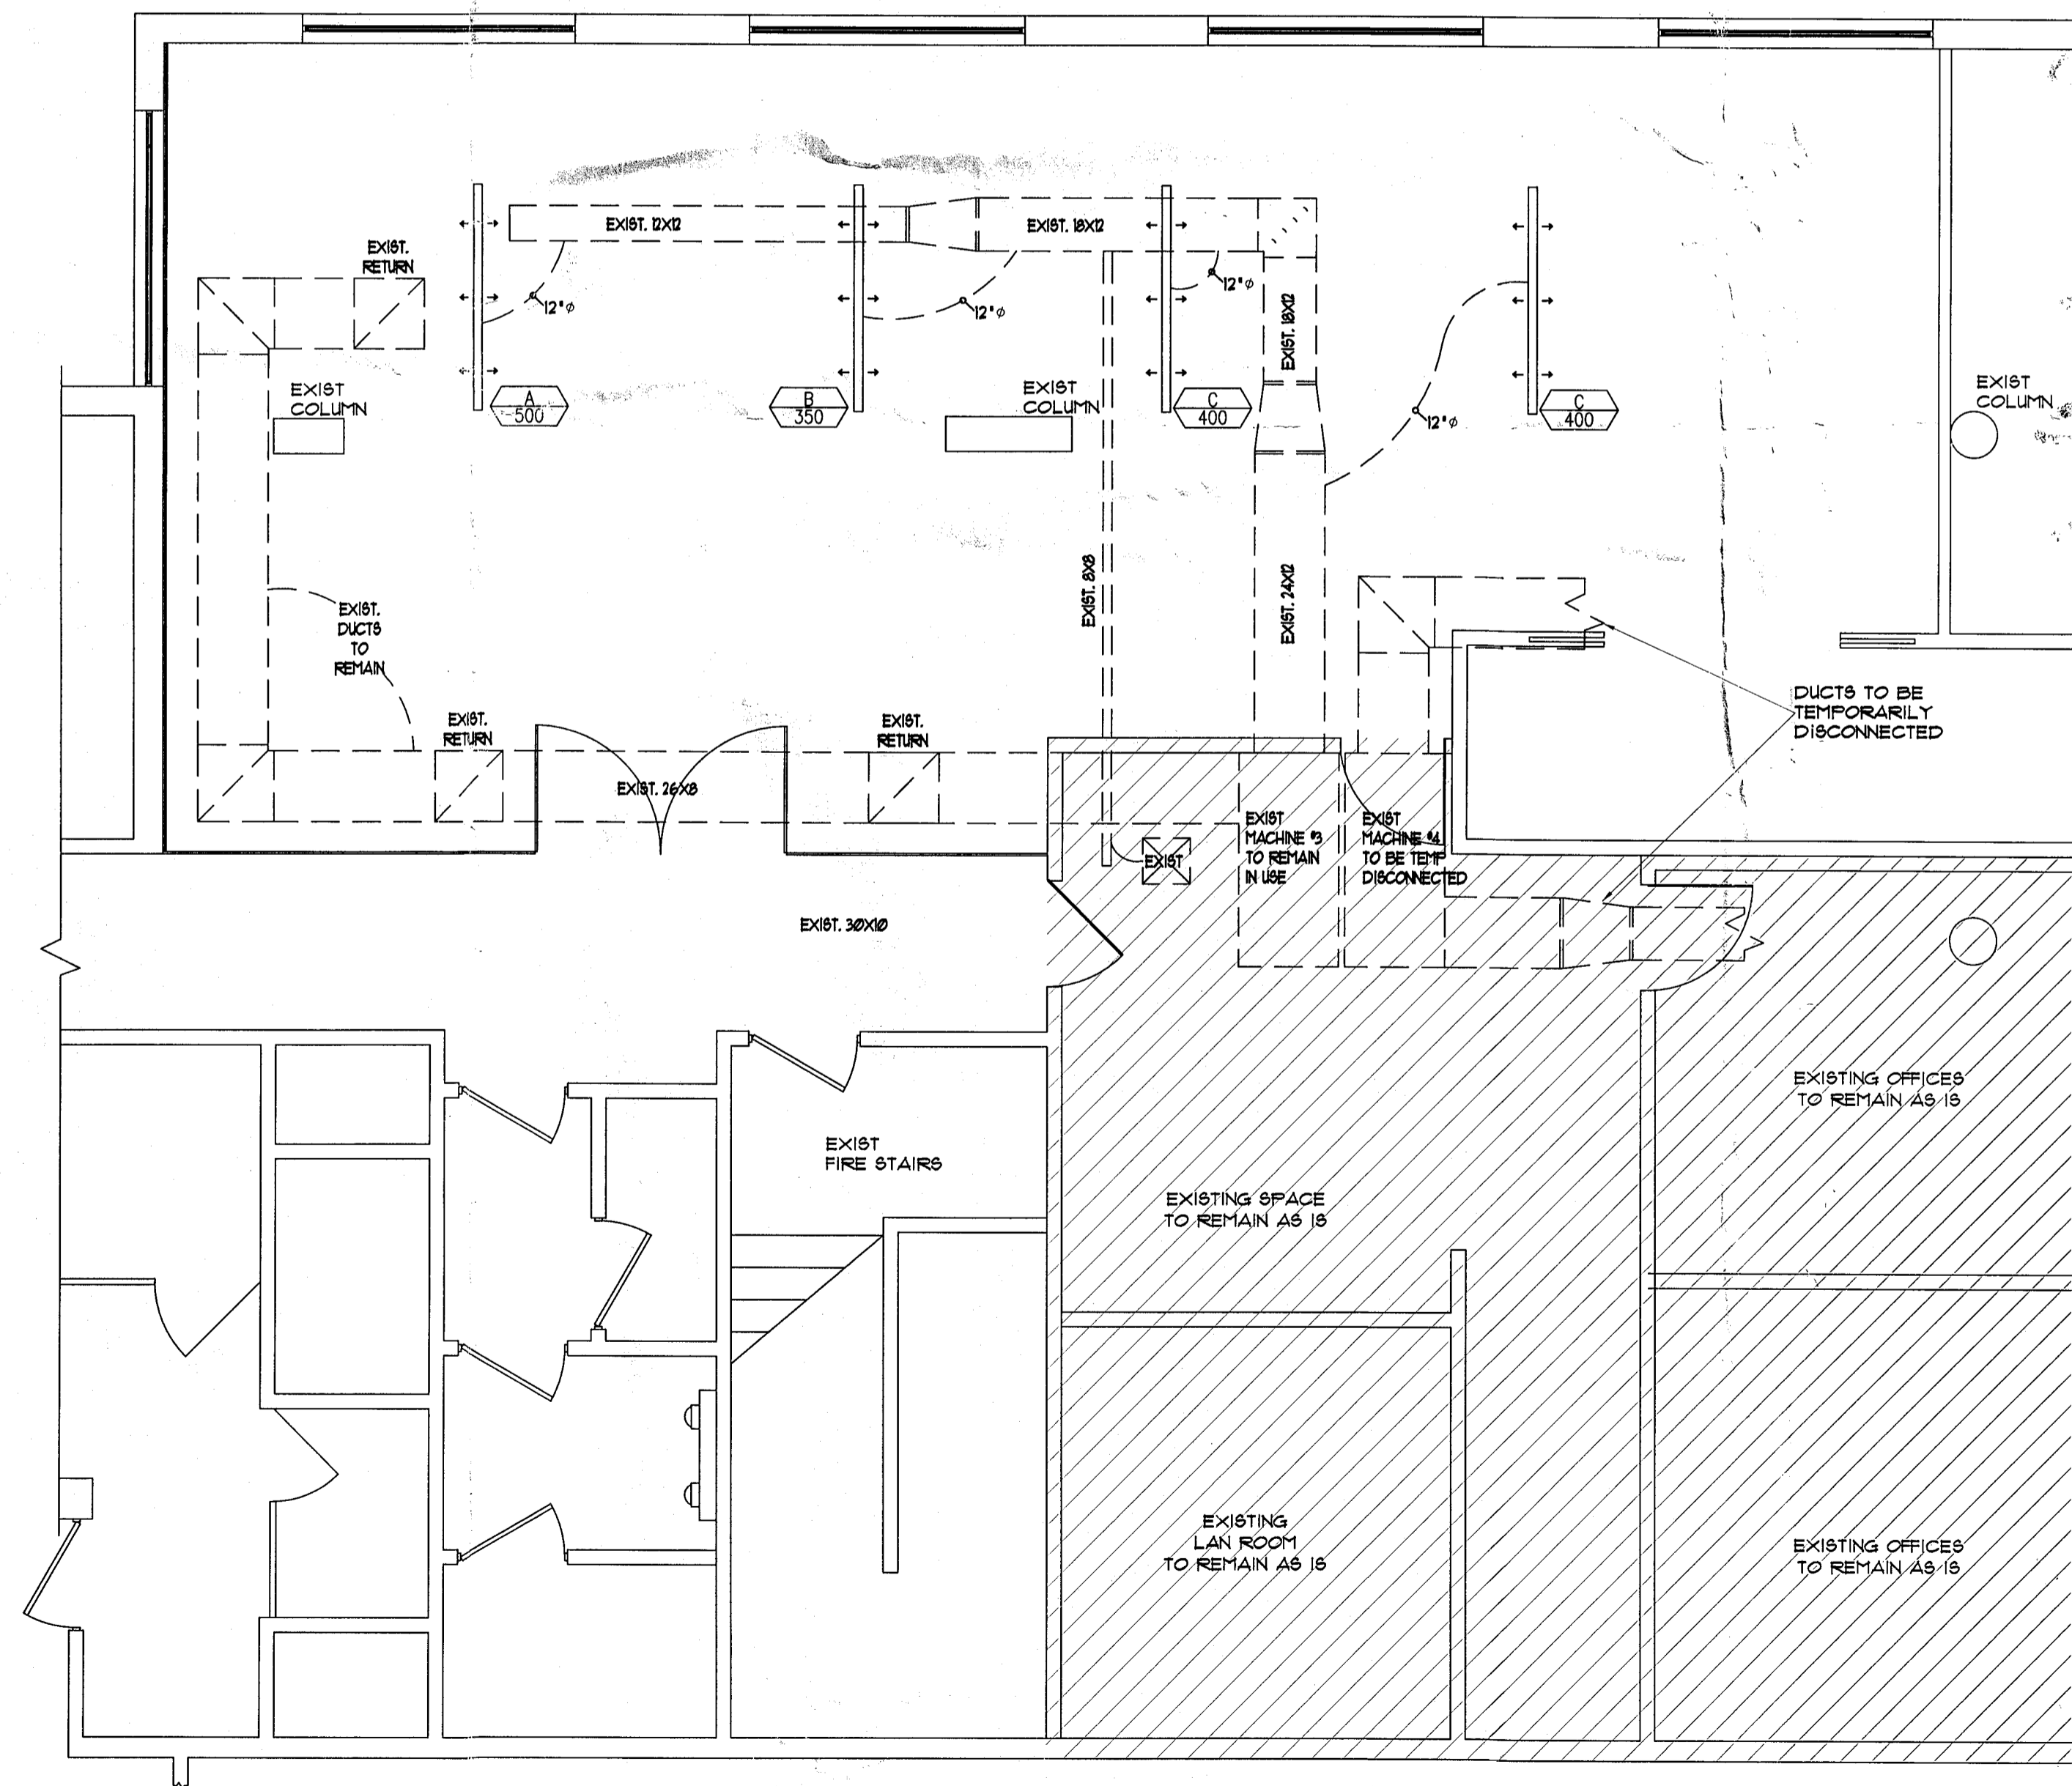 EXIST. 12X12
EXIST. 18X12
EXIST.
RETURN
12"ø
12"ø
12"ø
EXIST. 18X12
EXIST
COLUMN
A
500
B
350
EXIST
COLUMN
C
400
12"ø
C
400
EXIST
COLUMN
EXIST. 8X8
EXIST. 24X12
EXIST.
DUCTS
TO
REMAIN
DUCTS TO BE
TEMPORARILY
DISCONNECTED
EXIST.
RETURN
EXIST.
RETURN
EXIST. 26X8
EXIST
EXIST
MACHINE #3
TO REMAIN
IN USE
EXIST
MACHINE #4
TO BE TEMP
DISCONNECTED
EXIST. 30X10
EXISTING OFFICES
TO REMAIN AS IS
EXIST
FIRE STAIRS
EXISTING SPACE
TO REMAIN AS IS
EXISTING
LAN ROOM
TO REMAIN AS IS
EXISTING OFFICES
TO REMAIN AS IS